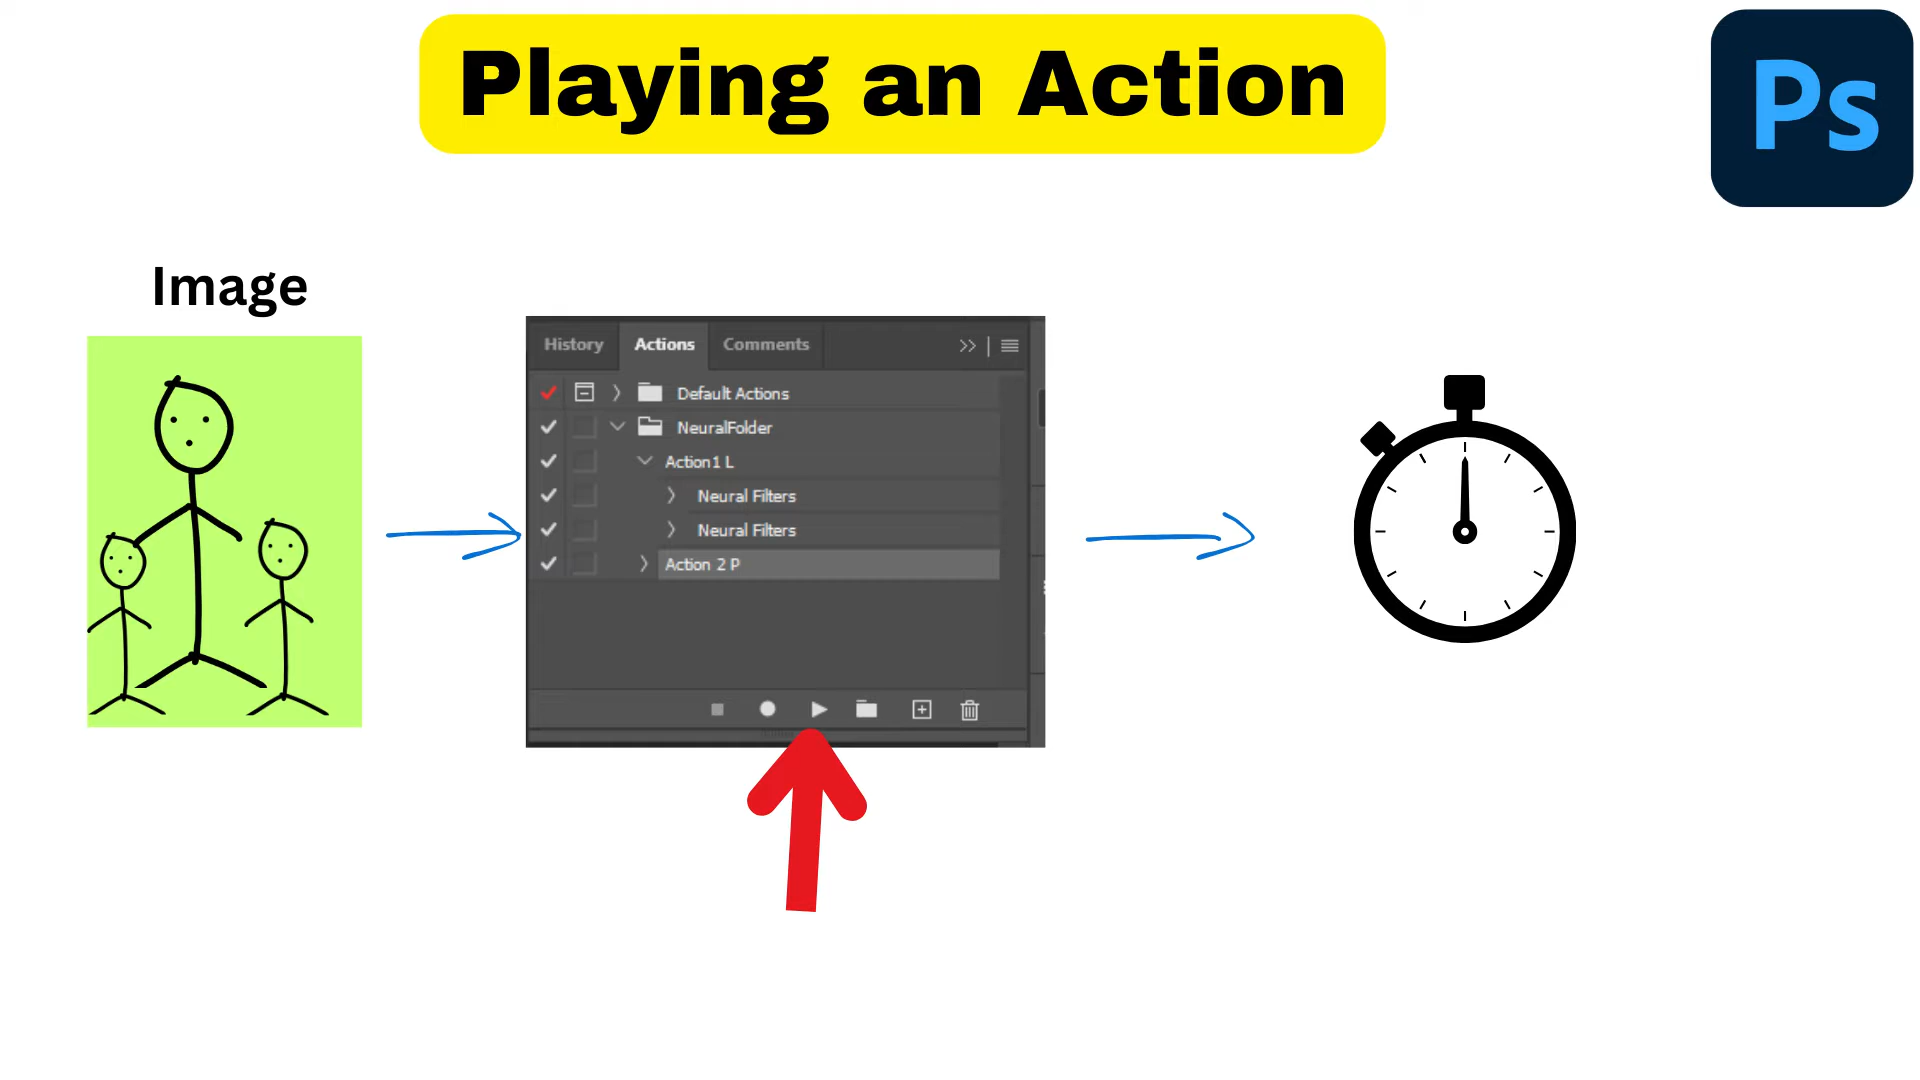 Playing an Action
Ps
Image
History Actions Comments
Default Actions
NeuralFolder
Action1 L
Neural Filters
Neural Filters
Action 2 P